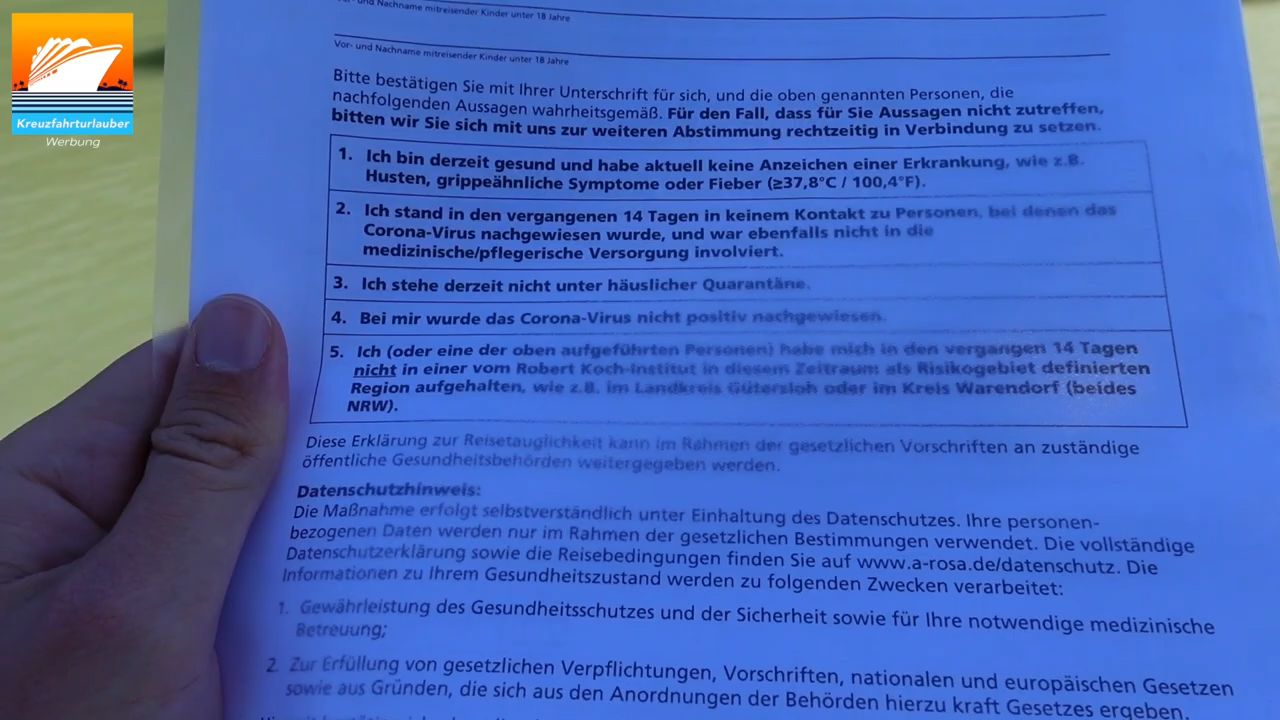 Kreuzfahrturlauber
Werbung
Vor- und Nachname mitreisender Kinder unter 18 Jahre
Vor- und Nachname mitreisender Kinder unter 18 Jahre
Bitte bestätigen Sie mit Ihrer Unterschrift für sich, und die oben genannten Personen, die
nachfolgenden Aussagen wahrheitsgemäß. Für den Fall, dass für Sie Aussagen nicht zutreffen,
bitten wir Sie sich mit uns zur weiteren Abstimmung rechtzeitig in Verbindung zu setzen.
1. Ich bin derzeit gesund und habe aktuell keine Anzeichen einer Erkrankung, wie z.B.
Husten, grippeähnliche Symptome oder Fieber (≥37,8°C / 100,4°F).
2. Ich stand in den vergangenen 14 Tagen in keinem Kontakt zu Personen, bei denen das
Corona-Virus nachgewiesen wurde, und war ebenfalls nicht in die
medizinische/pflegerische Versorgung involviert.
3. Ich stehe derzeit nicht unter häuslicher Quarantäne.
4. Bei mir wurde das Corona-Virus nicht positiv nachgewiesen.
5. Ich (oder eine der oben aufgeführten Personen) habe mich in den vergangen 14 Tagen
nicht in einer vom Robert Koch-Institut in diesem Zeitraum als Risikogebiet definierten
Region aufgehalten, wie z.B. im Landkreis Gütersloh oder im Kreis Warendorf (beides
NRW).
Diese Erklärung zur Reisetauglichkeit kann im Rahmen der gesetzlichen Vorschriften an zuständige
öffentliche Gesundheitsbehörden weitergegeben werden.
Datenschutzhinweis:
Die Maßnahme erfolgt selbstverständlich unter Einhaltung des Datenschutzes. Ihre personen-
bezogenen Daten werden nur im Rahmen der gesetzlichen Bestimmungen verwendet. Die vollständige
Datenschutzerklärung sowie die Reisebedingungen finden Sie auf www.a-rosa.de/datenschutz. Die
Informationen zu Ihrem Gesundheitszustand werden zu folgenden Zwecken verarbeitet:
1. Gewährleistung des Gesundheitsschutzes und der Sicherheit sowie für Ihre notwendige medizinische
Betreuung;
2. Zur Erfüllung von gesetzlichen Verpflichtungen, Vorschriften, nationalen und europäischen Gesetzen
sowie aus Gründen, die sich aus den Anordnungen der Behörden hierzu kraft Gesetzes ergeben.